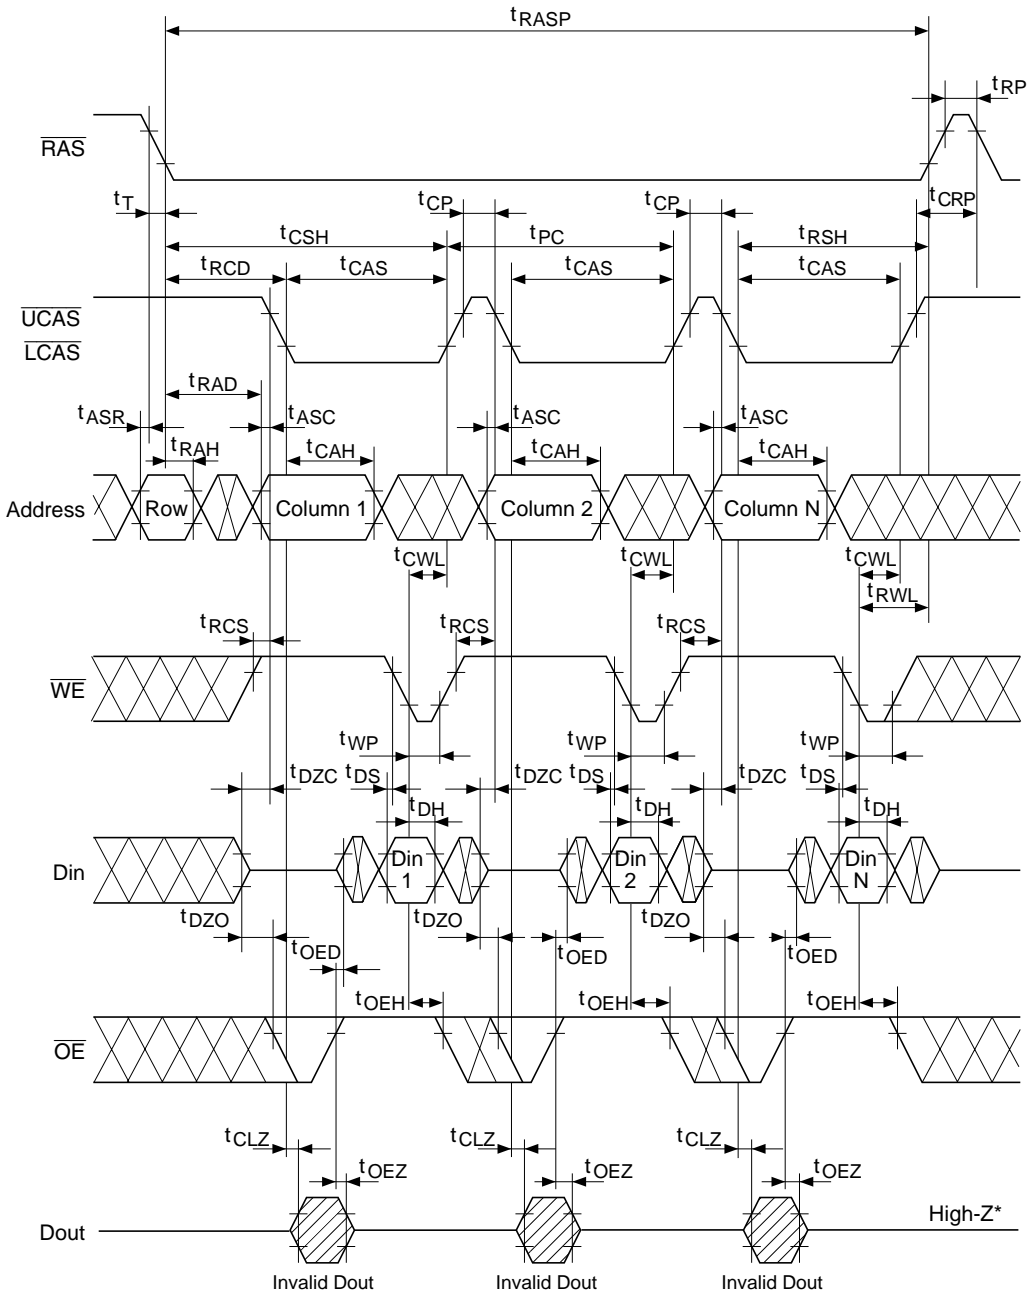 tRASP
tRP
RAS
tT
tCP
tCP
tCRP
tCSH
tPC
tRSH
tRCD
tCAS
tCAS
tCAS
UCAS
LCAS
tRAD
tASR
tASC
tASC
tASC
tRAH
tCAH
tCAH
tCAH
Address
Row
Column 1
Column 2
Column N
tCWL
tCWL
tCWL
tRWL
tRCS
tRCS
tRCS
WE
tWP
tWP
tWP
tDZC
tDS
tDZC
tDS
tDZC
tDS
tDH
tDH
tDH
Din
Din
1
Din
2
Din
N
tDZO
tDZO
tDZO
tOED
tOED
tOED
tOEH
tOEH
tOEH
OE
tCLZ
tCLZ
tCLZ
tOEZ
tOEZ
tOEZ
Dout
High-Z*
Invalid Dout
Invalid Dout
Invalid Dout